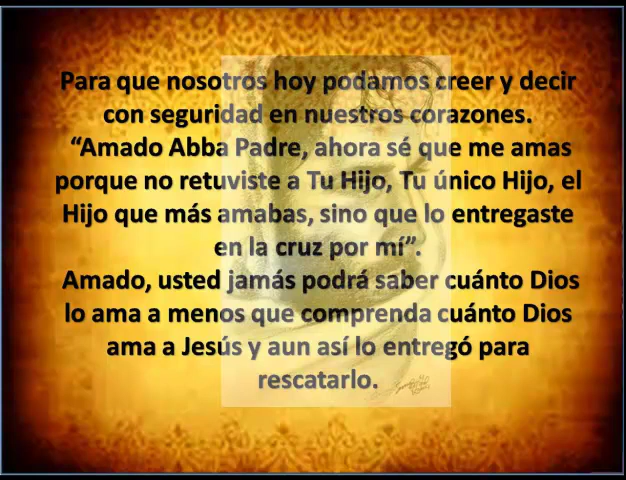 Para que nosotros hoy podamos creer y decir
con seguridad en nuestros corazones.
“Amado Abba Padre, ahora sé que me amas
porque no retuviste a Tu Hijo, Tu único Hijo, el
Hijo que más amabas, sino que lo entregaste
en la cruz por mí”.
Amado, usted jamás podrá saber cuánto Dios
lo ama a menos que comprenda cuánto Dios
ama a Jesús y aun así lo entregó para
rescatarlo.